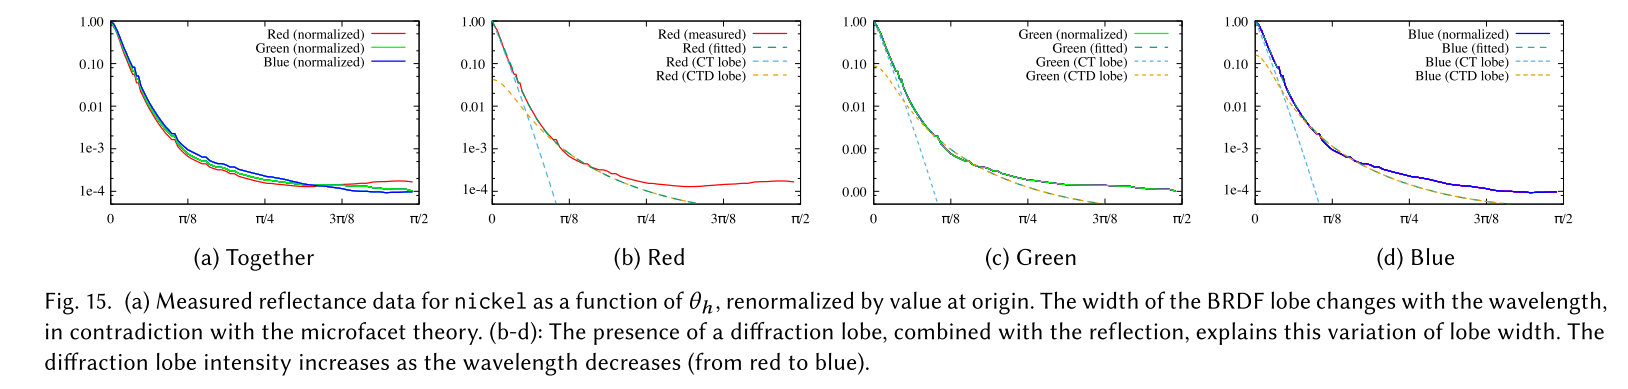 1.00
0.10
0.01
1e-3
1e-4
0
π/8
π/4
3π/8
π/2
Red (normalized)
Green (normalized)
Blue (normalized)
(a) Together
1.00
0.10
0.01
1e-3
1e-4
0
π/8
π/4
3π/8
π/2
Red (measured)
Red (fitted)
Red (CT lobe)
Red (CTD lobe)
(b) Red
1.00
0.10
0.01
0.00
0.00
0
π/8
π/4
3π/8
π/2
Green (normalized)
Green (fitted)
Green (CT lobe)
Green (CTD lobe)
(c) Green
1.00
0.10
0.01
1e-3
1e-4
0
π/8
π/4
3π/8
π/2
Blue (normalized)
Blue (fitted)
Blue (CT lobe)
Blue (CTD lobe)
(d) Blue
Fig. 15. (a) Measured reflectance data for nickel as a function of θh, renormalized by value at origin. The width of the BRDF lobe changes with the wavelength,
in contradiction with the microfacet theory. (b-d): The presence of a diffraction lobe, combined with the reflection, explains this variation of lobe width. The
diffraction lobe intensity increases as the wavelength decreases (from red to blue).